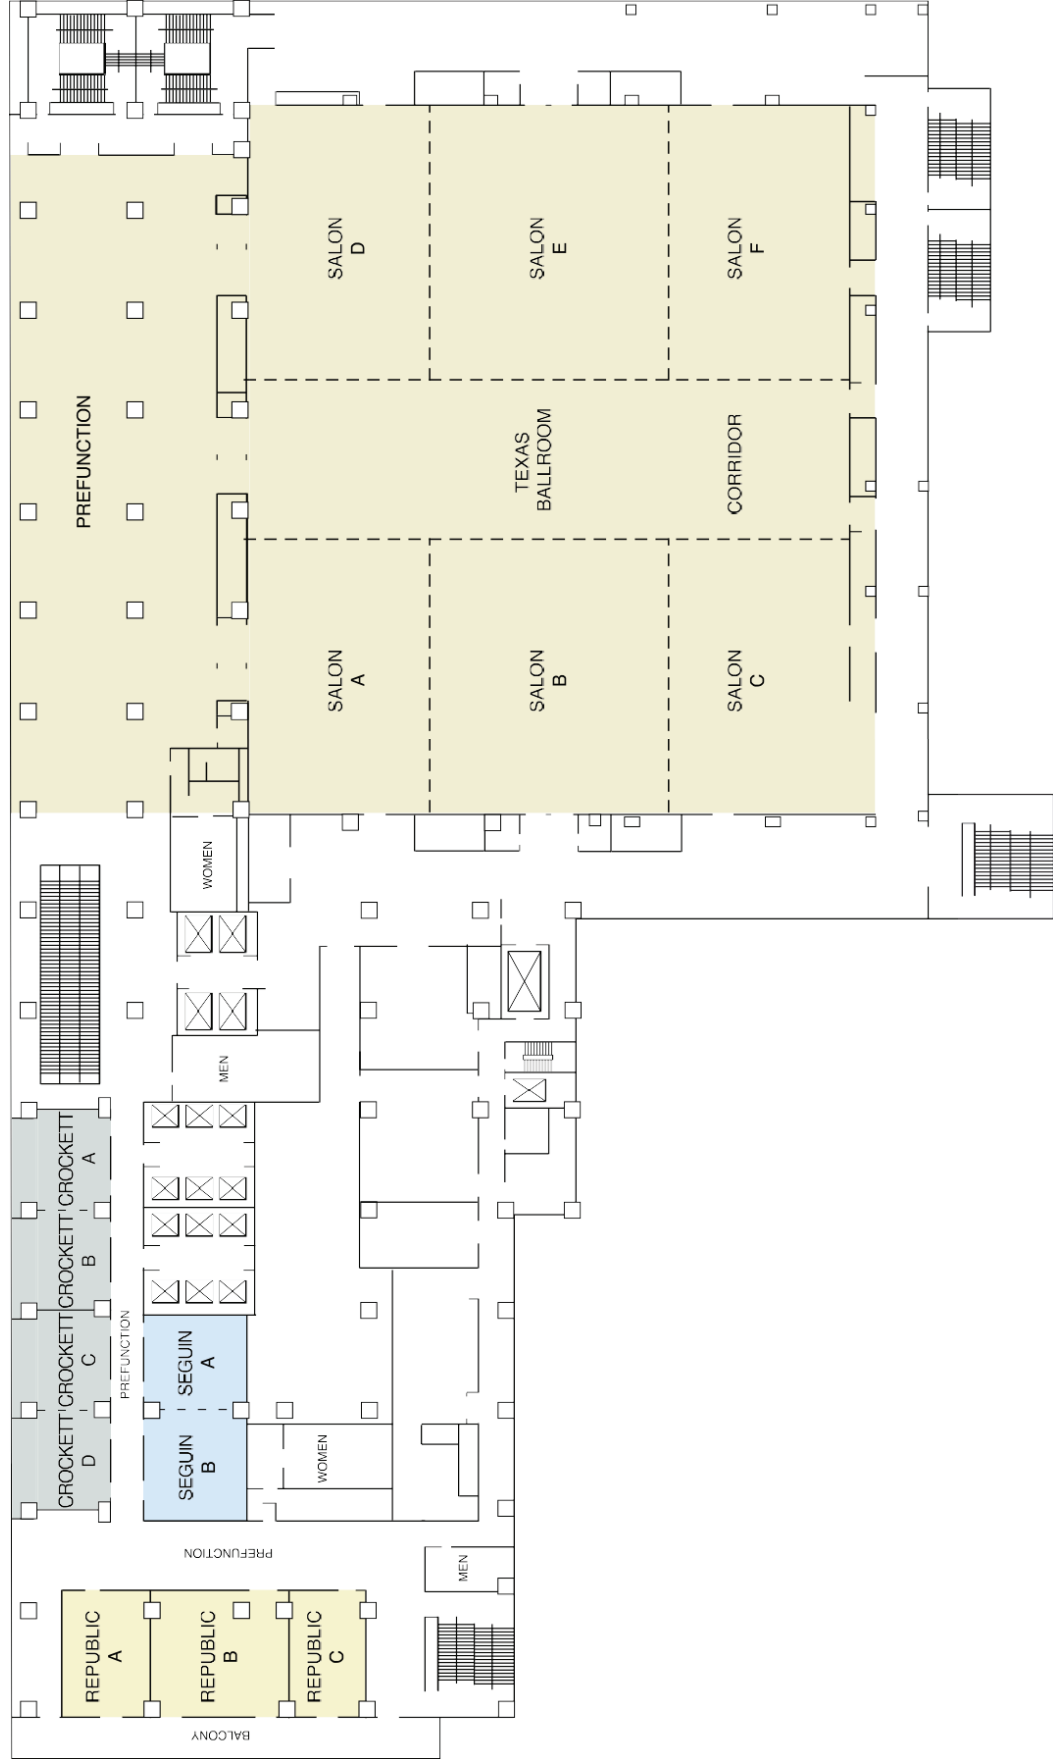 SALON
D
SALON
E
SALON
F
PREFUNCTION
TEXAS
BALLROOM
CORRIDOR
SALON
A
SALON
B
SALON
C
WOMEN
MEN
CROCKETT
A
CROCKETT
B
CROCKETT
C
CROCKETT
D
PREFUNCTION
SEGUIN
A
SEGUIN
B
WOMEN
PREFUNCTION
MEN
REPUBLIC
A
REPUBLIC
B
REPUBLIC
C
BALCONY